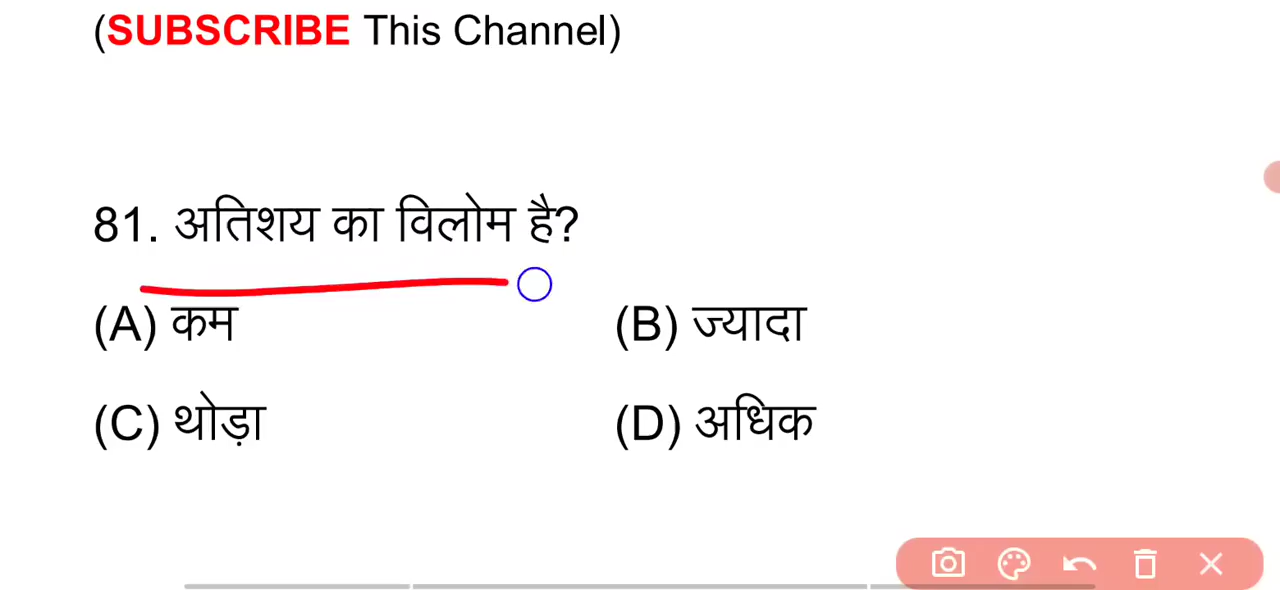 (SUBSCRIBE This Channel)
81. अतिशय का विलोम है?
(A) कम (B) ज्यादा
(C) थोड़ा (D) अधिक